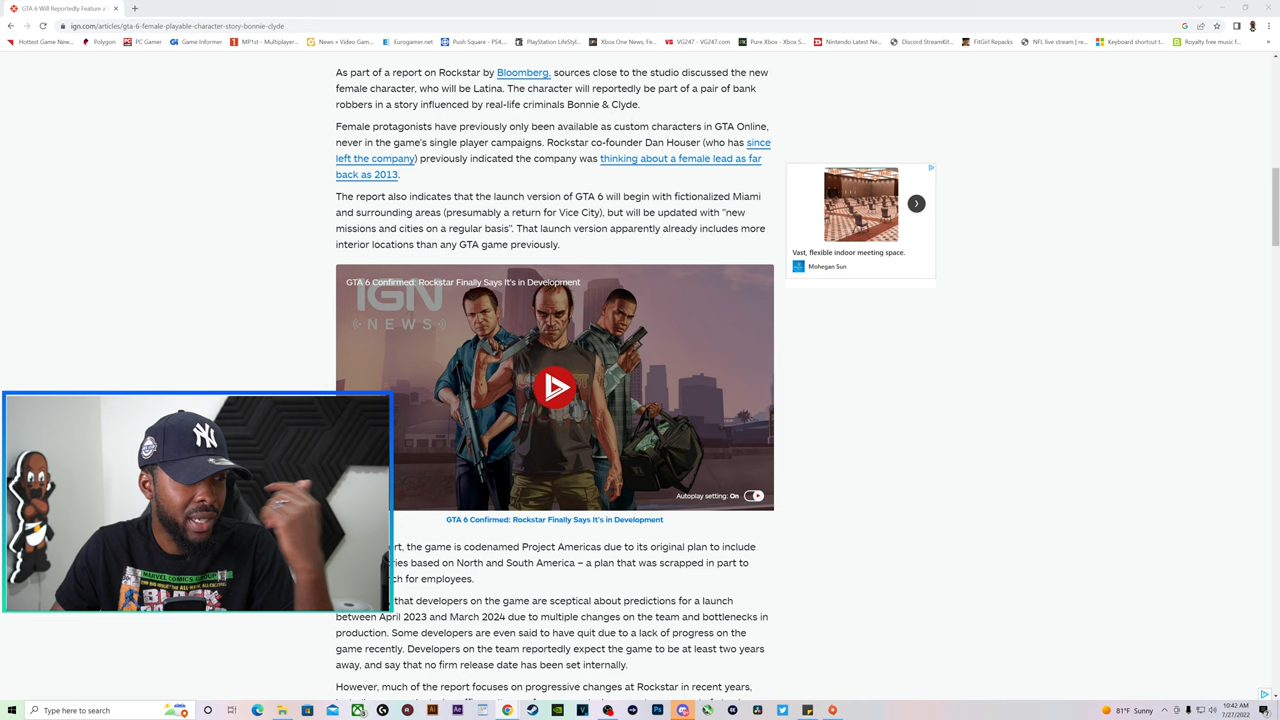 GTA 6 Will Reportedly Feature a
ign.com/articles/gta-6-female-playable-character-story-bonnie-clyde
Hottest Game New...
Polygon
PC Gamer
Game Informer
MP1st - Multiplayer...
News » Video Gam...
Eurogamer.net
Push Square - PS4,...
PlayStation LifeStyl...
Xbox One News, Fe...
VG247 - VG247.com
Pure Xbox - Xbox S...
Nintendo Latest Ne...
Discord StreamKit...
FitGirl Repacks
NFL live stream | re...
Keyboard shortcut t...
Royalty free music f...
As part of a report on Rockstar by Bloomberg, sources close to the studio discussed the new
female character, who will be Latina. The character will reportedly be part of a pair of bank
robbers in a story influenced by real-life criminals Bonnie & Clyde.
Female protagonists have previously only been available as custom characters in GTA Online,
never in the game's single player campaigns. Rockstar co-founder Dan Houser (who has since
left the company) previously indicated the company was thinking about a female lead as far
back as 2013.
The report also indicates that the launch version of GTA 6 will begin with fictionalized Miami
and surrounding areas (presumably a return for Vice City), but will be updated with "new
missions and cities on a regular basis". That launch version apparently already includes more
interior locations than any GTA game previously.
Vast, flexible indoor meeting space.
Mohegan Sun
GTA 6 Confirmed: Rockstar Finally Says It's in Development
IGN
NEWS
Autoplay setting: On
GTA 6 Confirmed: Rockstar Finally Says It's in Development
rt, the game is codenamed Project Americas due to its original plan to include
ries based on North and South America – a plan that was scrapped in part to
ch for employees.
that developers on the game are sceptical about predictions for a launch
between April 2023 and March 2024 due to multiple changes on the team and bottlenecks in
production. Some developers are even said to have quit due to a lack of progress on the
game recently. Developers on the team reportedly expect the game to be at least two years
away, and say that no firm release date has been set internally.
However, much of the report focuses on progressive changes at Rockstar in recent years,
NY
MARVEL COMICS GROUP
BLACK
Type here to search
81°F Sunny
10:42 AM
7/27/2022